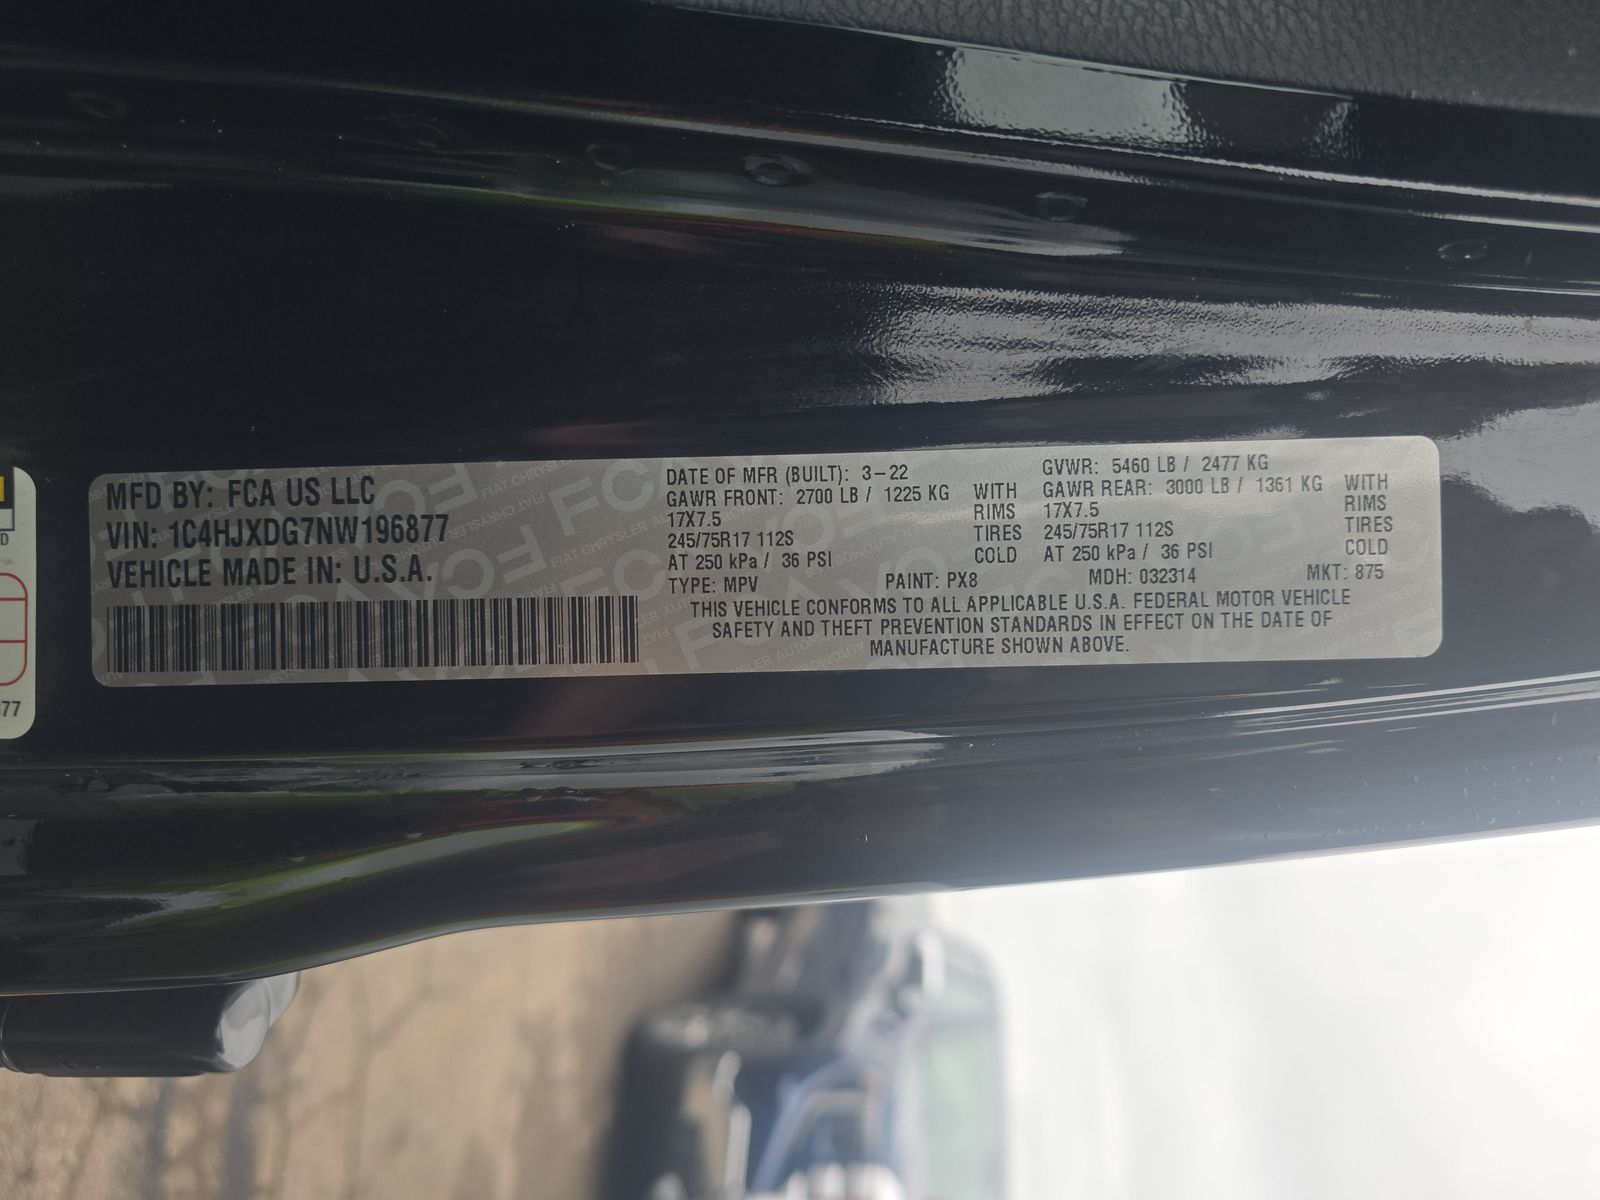 MFD BY: FCA US LLC
VIN: 1C4HJXDG7NW196877
VEHICLE MADE IN: U.S.A.
DATE OF MFR (BUILT): 3-22 GVWR: 5460 LB / 2477 KG
GAWR FRONT: 2700 LB / 1225 KG WITH GAWR REAR: 3000 LB / 1361 KG WITH
17X7.5 RIMS 17X7.5 RIMS
245/75R17 112S TIRES 245/75R17 112S TIRES
AT 250 kPa / 36 PSI COLD AT 250 kPa / 36 PSI COLD
TYPE: MPV PAINT: PX8 MDH: 032314 MKT: 875
THIS VEHICLE CONFORMS TO ALL APPLICABLE U.S.A. FEDERAL MOTOR VEHICLE
SAFETY AND THEFT PREVENTION STANDARDS IN EFFECT ON THE DATE OF
MANUFACTURE SHOWN ABOVE.
D
77